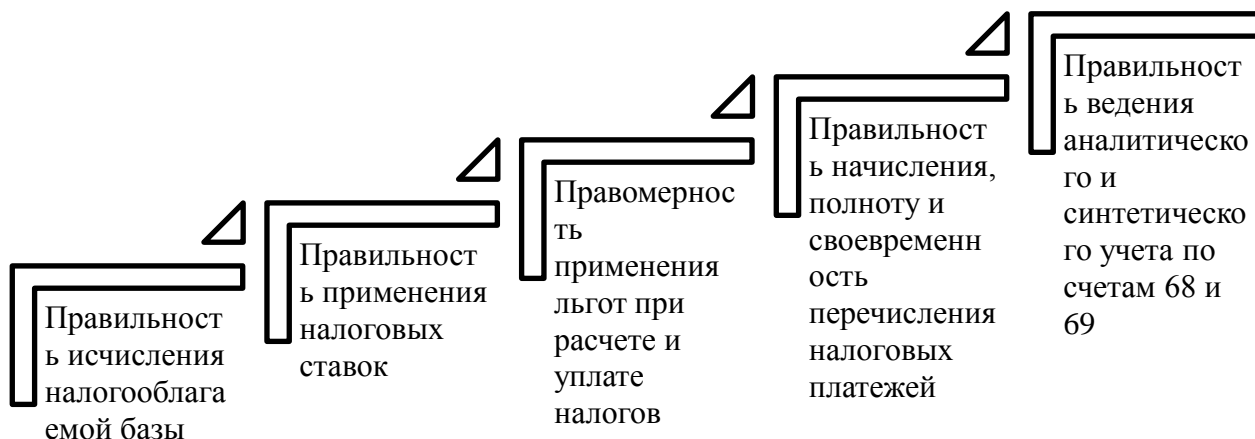 Правильност
ь исчисления
налогооблага
емой базы
Правильност
ь применения
налоговых
ставок
Правомернос
ть
применения
льгот при
расчете и
уплате
налогов
Правильност
ь начисления,
полноту и
своевременн
ость
перечисления
налоговых
платежей
Правильност
ь ведения
аналитическо
го и
синтетическо
го учета по
счетам 68 и
69